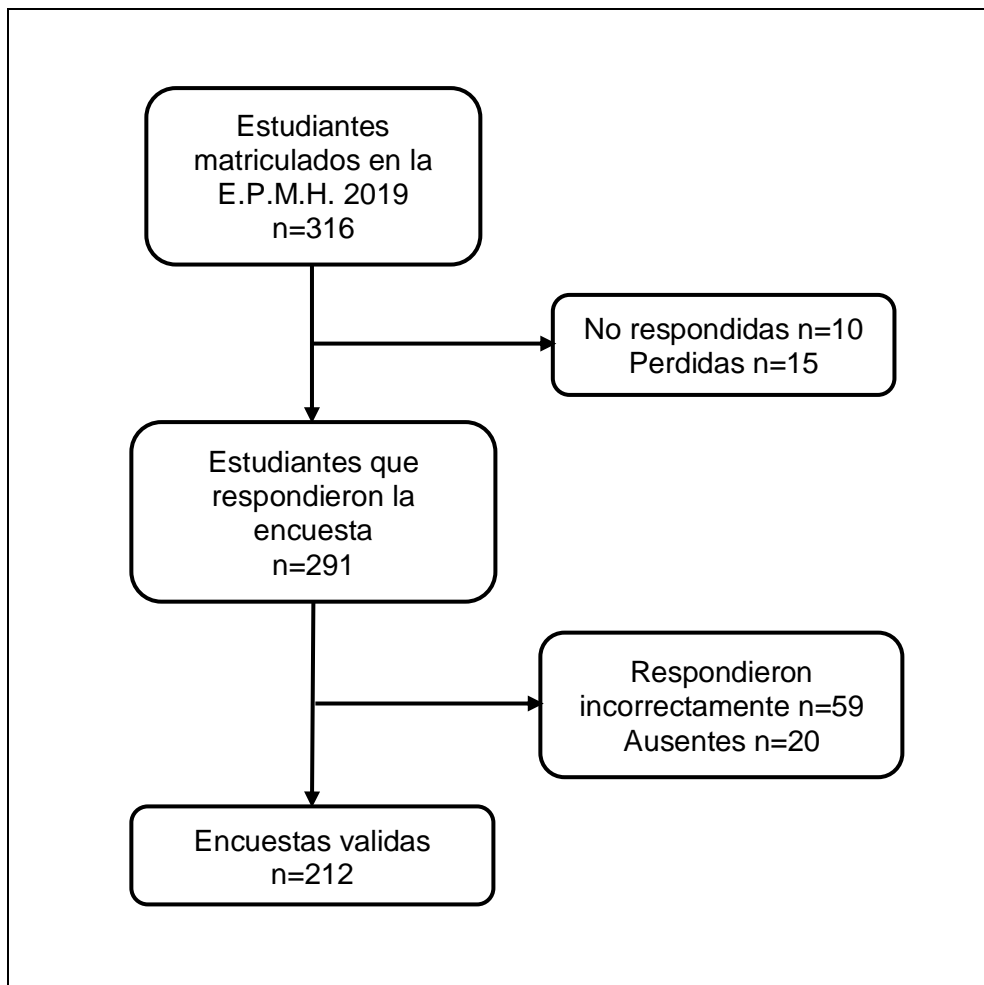 Estudiantes
matriculados en la
E.P.M.H. 2019
n=316
No respondidas n=10
Perdidas n=15
Estudiantes que
respondieron la
encuesta
n=291
Respondieron
incorrectamente n=59
Ausentes n=20
Encuestas validas
n=212